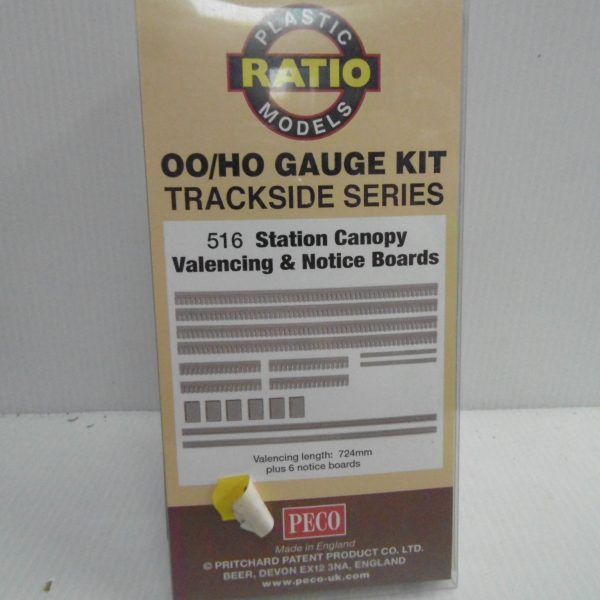 PLASTIC
RATIO
MODELS
OO/HO GAUGE KIT
TRACKSIDE SERIES
516 Station Canopy
Valencing & Notice Boards
Valencing length: 724mm
plus 6 notice boards
PECO
Made in England
© PRITCHARD PATENT PRODUCT CO. LTD.
BEER, DEVON EX12 3NA, ENGLAND
www.peco-uk.com